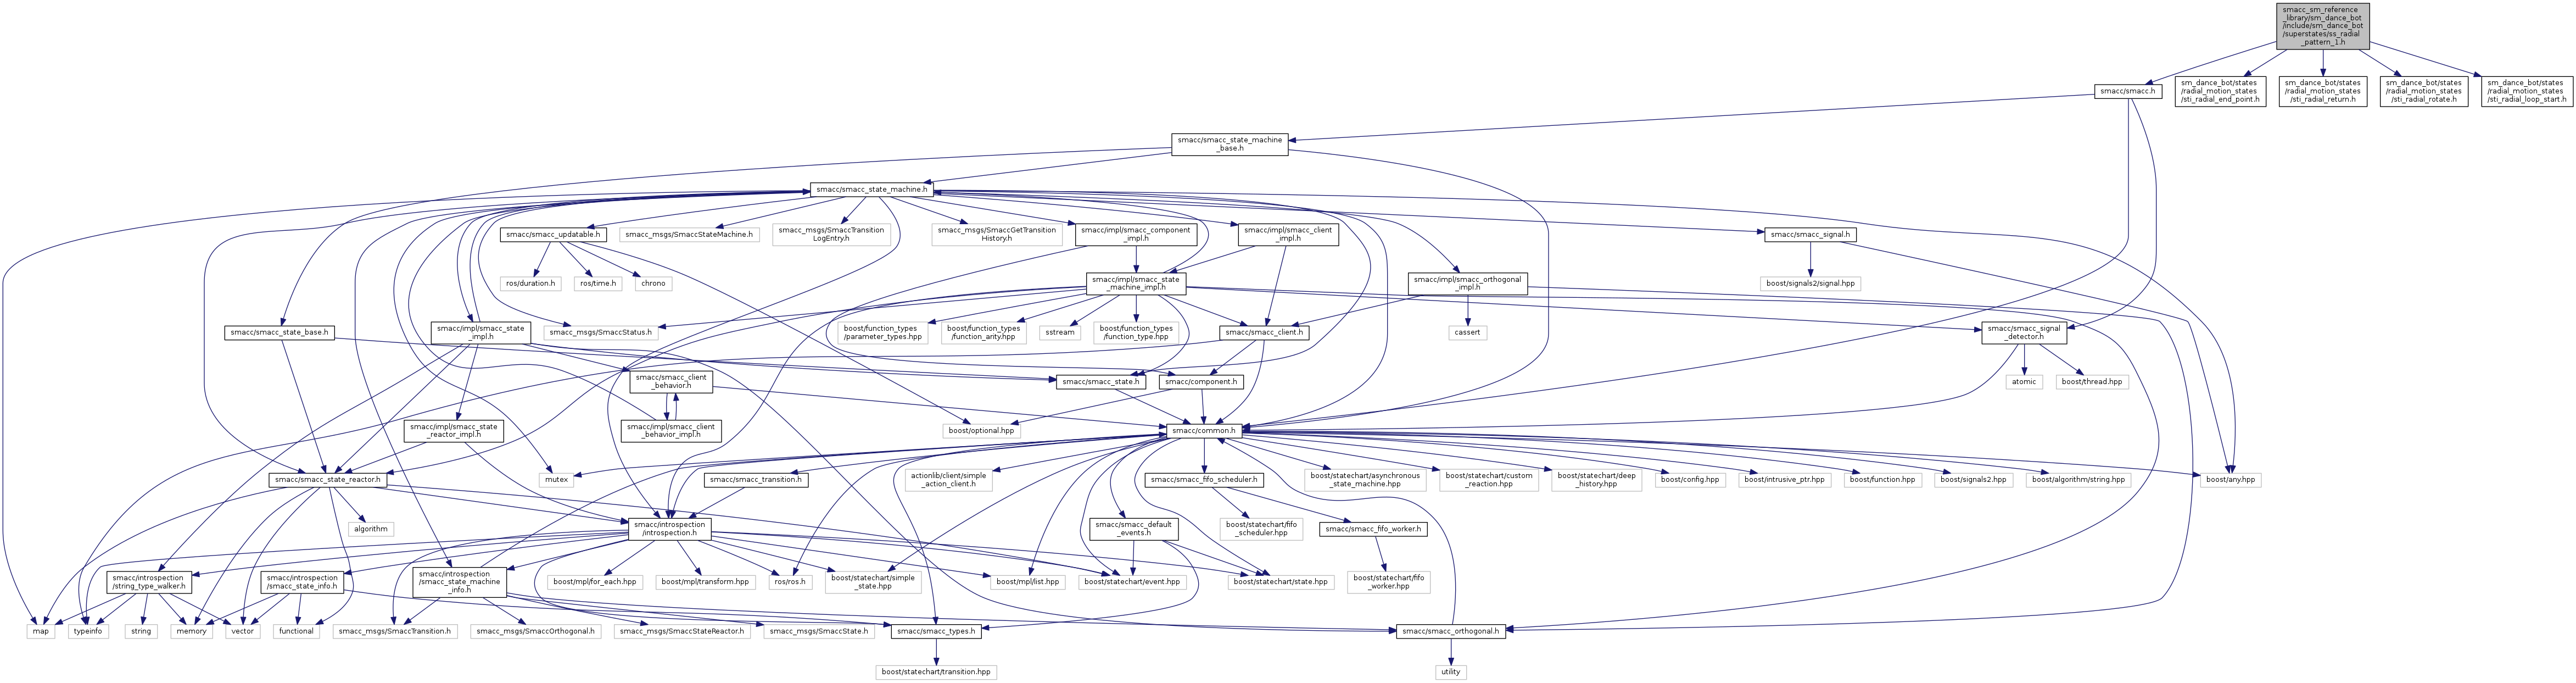 smacc_sm_reference
_library/sm_dance_bot
/include/sm_dance_bot
/superstates/ss_radial
_pattern_1.h
smacc/smacc.h
sm_dance_bot/states
/radial_motion_states
/sti_radial_end_point.h
sm_dance_bot/states
/radial_motion_states
/sti_radial_return.h
sm_dance_bot/states
/radial_motion_states
/sti_radial_rotate.h
sm_dance_bot/states
/radial_motion_states
/sti_radial_loop_start.h
smacc/smacc_state_machine
_base.h
smacc/smacc_state_machine.h
smacc/smacc_updatable.h
smacc_msgs/SmaccStateMachine.h
smacc_msgs/SmaccTransition
LogEntry.h
smacc_msgs/SmaccGetTransition
History.h
smacc/impl/smacc_component
_impl.h
smacc/impl/smacc_client
_impl.h
smacc/smacc_signal.h
ros/duration.h
ros/time.h
chrono
smacc/impl/smacc_state
_machine_impl.h
smacc/impl/smacc_orthogonal
_impl.h
boost/signals2/signal.hpp
smacc/smacc_state_base.h
smacc/impl/smacc_state
_impl.h
smacc_msgs/SmaccStatus.h
boost/function_types
/parameter_types.hpp
boost/function_types
/function_arity.hpp
sstream
boost/function_types
/function_type.hpp
smacc/smacc_client.h
cassert
smacc/smacc_signal
_detector.h
smacc/smacc_client
_behavior.h
smacc/smacc_state.h
smacc/component.h
atomic
boost/thread.hpp
smacc/impl/smacc_state
_reactor_impl.h
smacc/impl/smacc_client
_behavior_impl.h
boost/optional.hpp
smacc/common.h
smacc/smacc_state_reactor.h
mutex
smacc/smacc_transition.h
actionlib/client/simple
_action_client.h
smacc/smacc_fifo_scheduler.h
boost/statechart/asynchronous
_state_machine.hpp
boost/statechart/custom
_reaction.hpp
boost/statechart/deep
_history.hpp
boost/config.hpp
boost/intrusive_ptr.hpp
boost/function.hpp
boost/signals2.hpp
boost/algorithm/string.hpp
boost/any.hpp
algorithm
smacc/introspection
/introspection.h
smacc/smacc_default
_events.h
boost/statechart/fifo
_scheduler.hpp
smacc/smacc_fifo_worker.h
smacc/introspection
/string_type_walker.h
smacc/introspection
/smacc_state_info.h
smacc/introspection
/smacc_state_machine
_info.h
boost/mpl/for_each.hpp
boost/mpl/transform.hpp
ros/ros.h
boost/statechart/simple
_state.hpp
boost/mpl/list.hpp
boost/statechart/event.hpp
boost/statechart/state.hpp
boost/statechart/fifo
_worker.hpp
map
typeinfo
string
memory
vector
functional
smacc_msgs/SmaccTransition.h
smacc_msgs/SmaccOrthogonal.h
smacc_msgs/SmaccStateReactor.h
smacc_msgs/SmaccState.h
smacc/smacc_types.h
smacc/smacc_orthogonal.h
boost/statechart/transition.hpp
utility